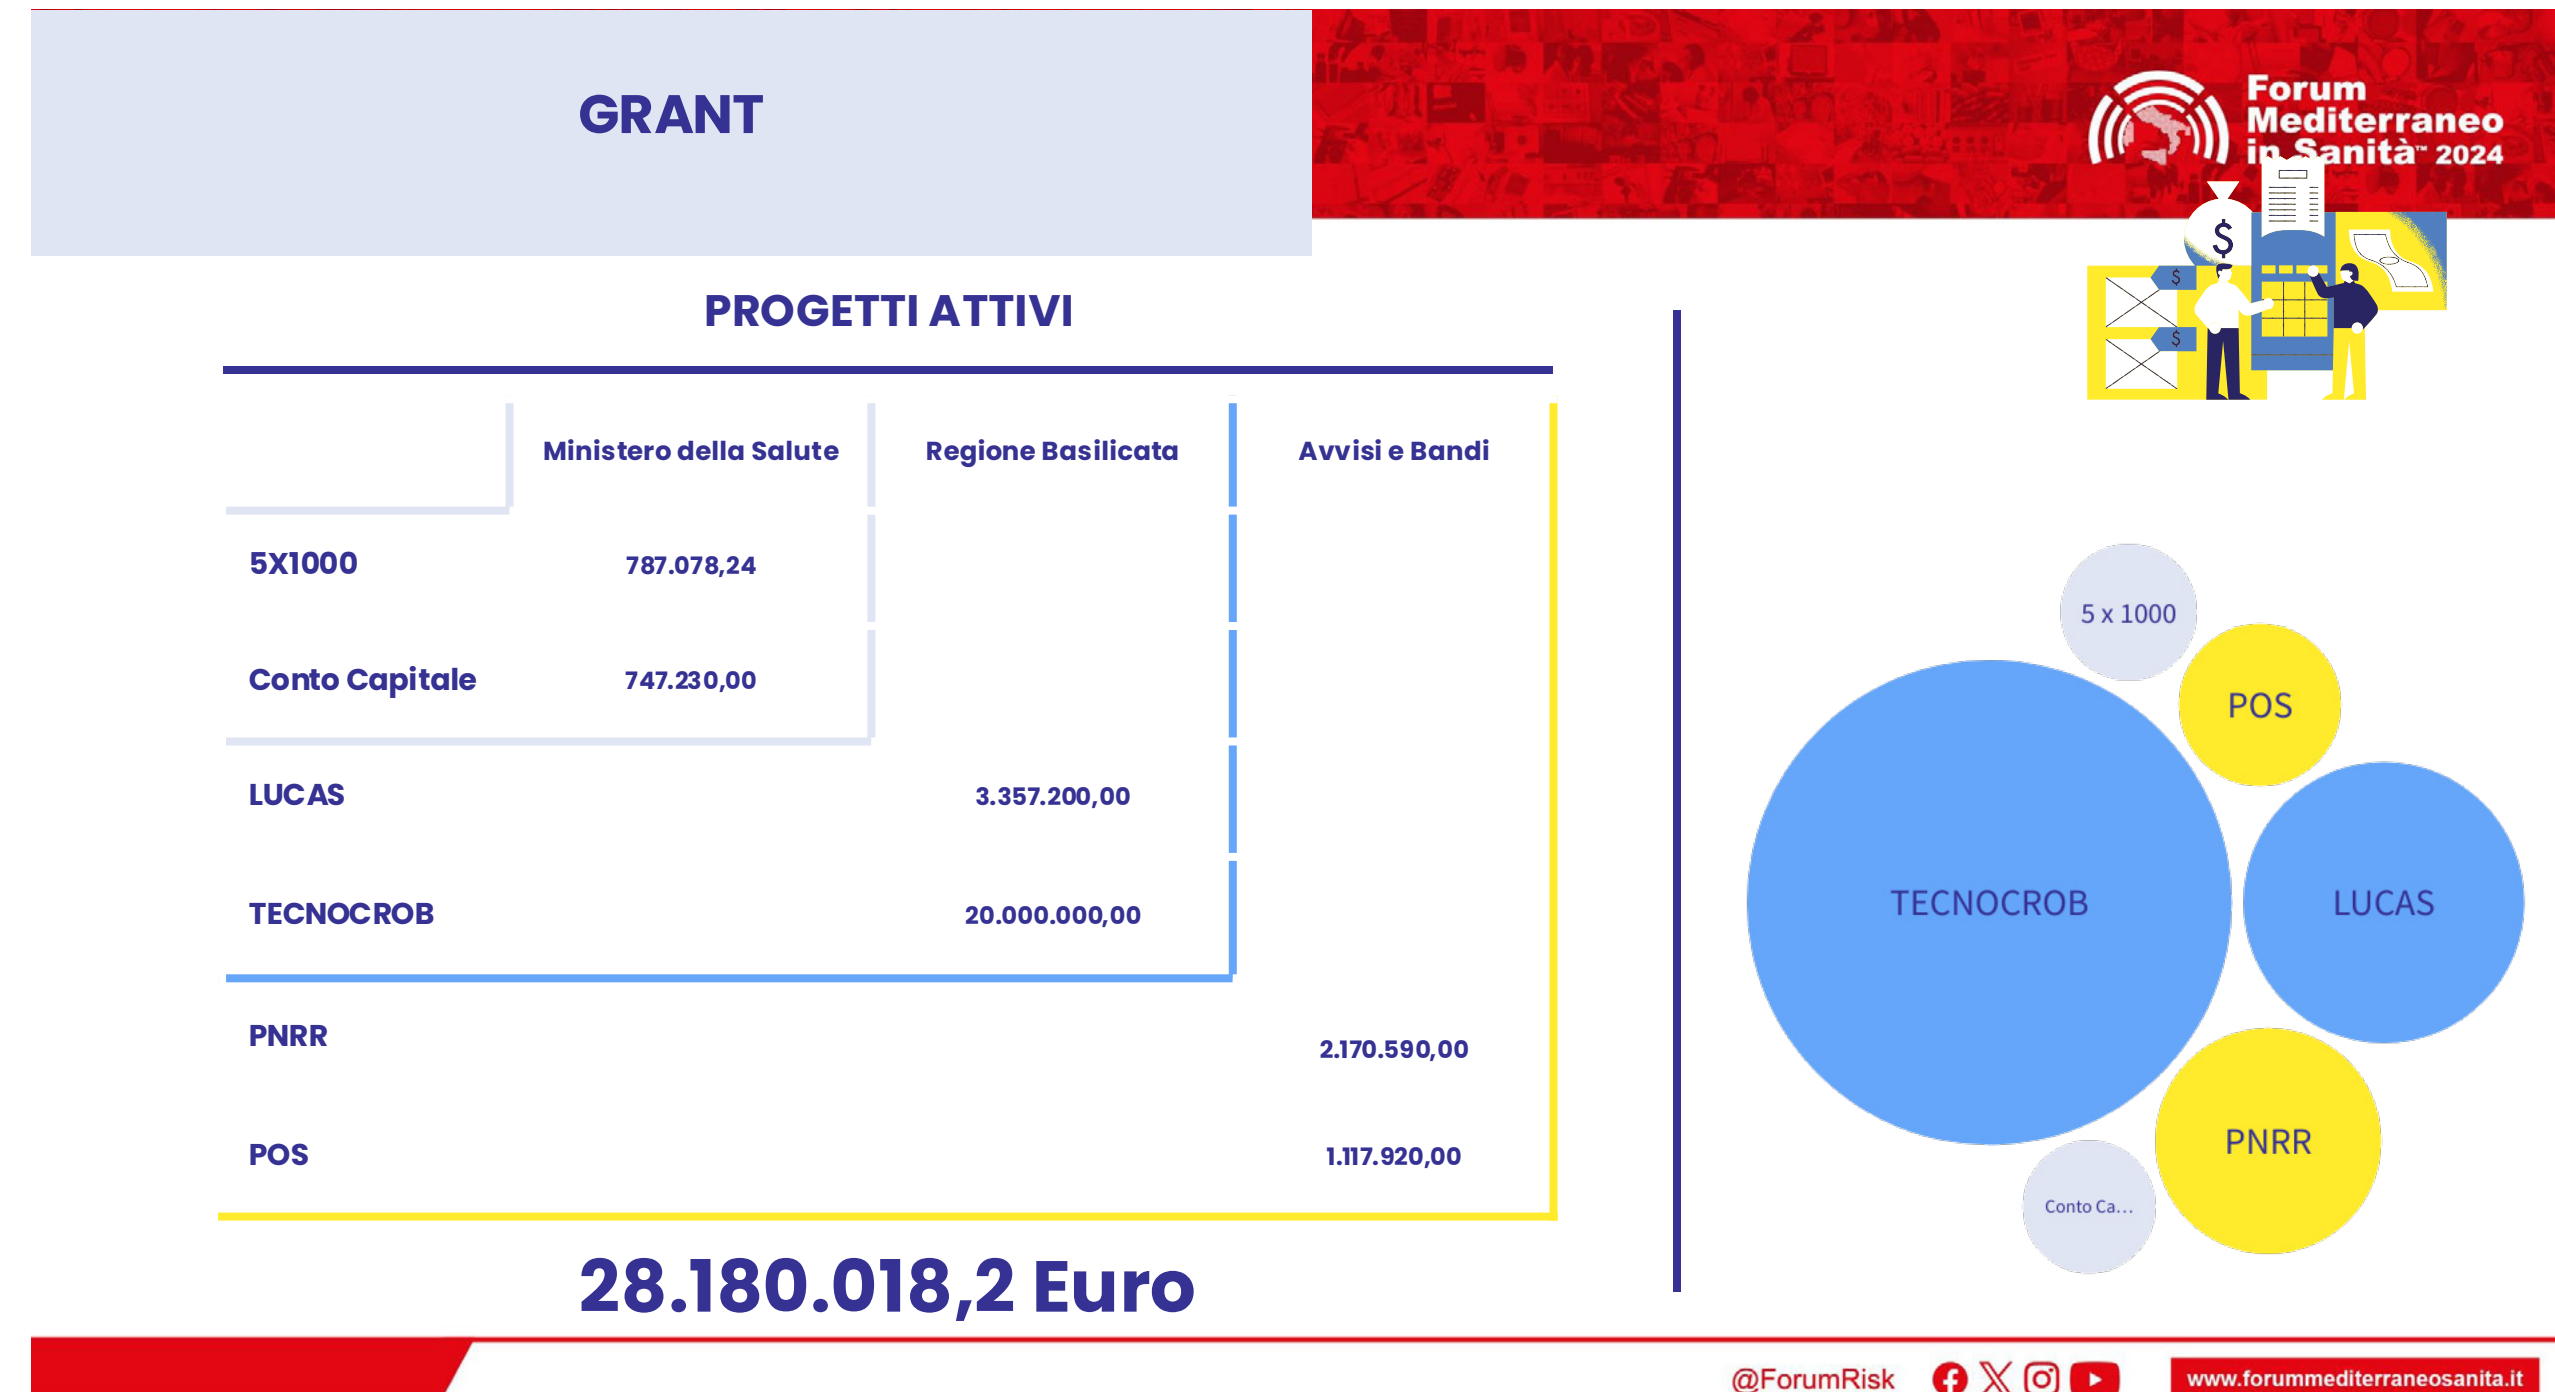 GRANT
Forum
Mediterraneo
in Sanità™ 2024
$
$
$
PROGETTI ATTIVI
Ministero della Salute Regione Basilicata Avvisi e Bandi
5X1000 787.078,24
Conto Capitale 747.230,00
LUCAS 3.357.200,00
TECNOCROB 20.000.000,00
PNRR 2.170.590,00
POS 1.117.920,00
28.180.018,2 Euro
5 x 1000
POS
TECNOCROB
LUCAS
PNRR
Conto Ca...
@ForumRisk
www.forummediterraneosanita.it